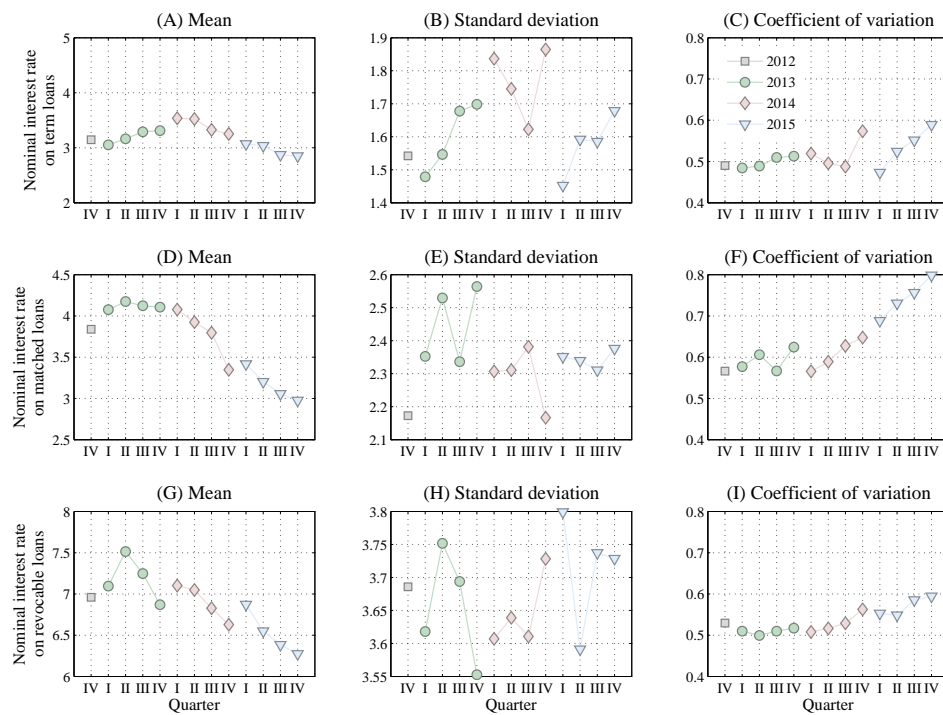 (A) Mean
(B) Standard deviation
(C) Coefficient of variation
Nominal interest rate
on term loans
5
4
3
2
IV I II III IV I II III IV I II III IV
1.9
1.8
1.7
1.6
1.5
1.4
IV I II III IV I II III IV I II III IV
0.8
0.7
0.6
0.5
0.4
2012
2013
2014
2015
IV I II III IV I II III IV I II III IV
(D) Mean
(E) Standard deviation
(F) Coefficient of variation
Nominal interest rate
on matched loans
4.5
4
3.5
3
2.5
IV I II III IV I II III IV I II III IV
2.6
2.5
2.4
2.3
2.2
2.1
IV I II III IV I II III IV I II III IV
0.8
0.7
0.6
0.5
0.4
IV I II III IV I II III IV I II III IV
(G) Mean
(H) Standard deviation
(I) Coefficient of variation
Nominal interest rate
on revocable loans
8
7.5
7
6.5
6
IV I II III IV I II III IV I II III IV
Quarter
3.8
3.75
3.7
3.65
3.6
3.55
IV I II III IV I II III IV I II III IV
Quarter
0.8
0.7
0.6
0.5
0.4
IV I II III IV I II III IV I II III IV
Quarter